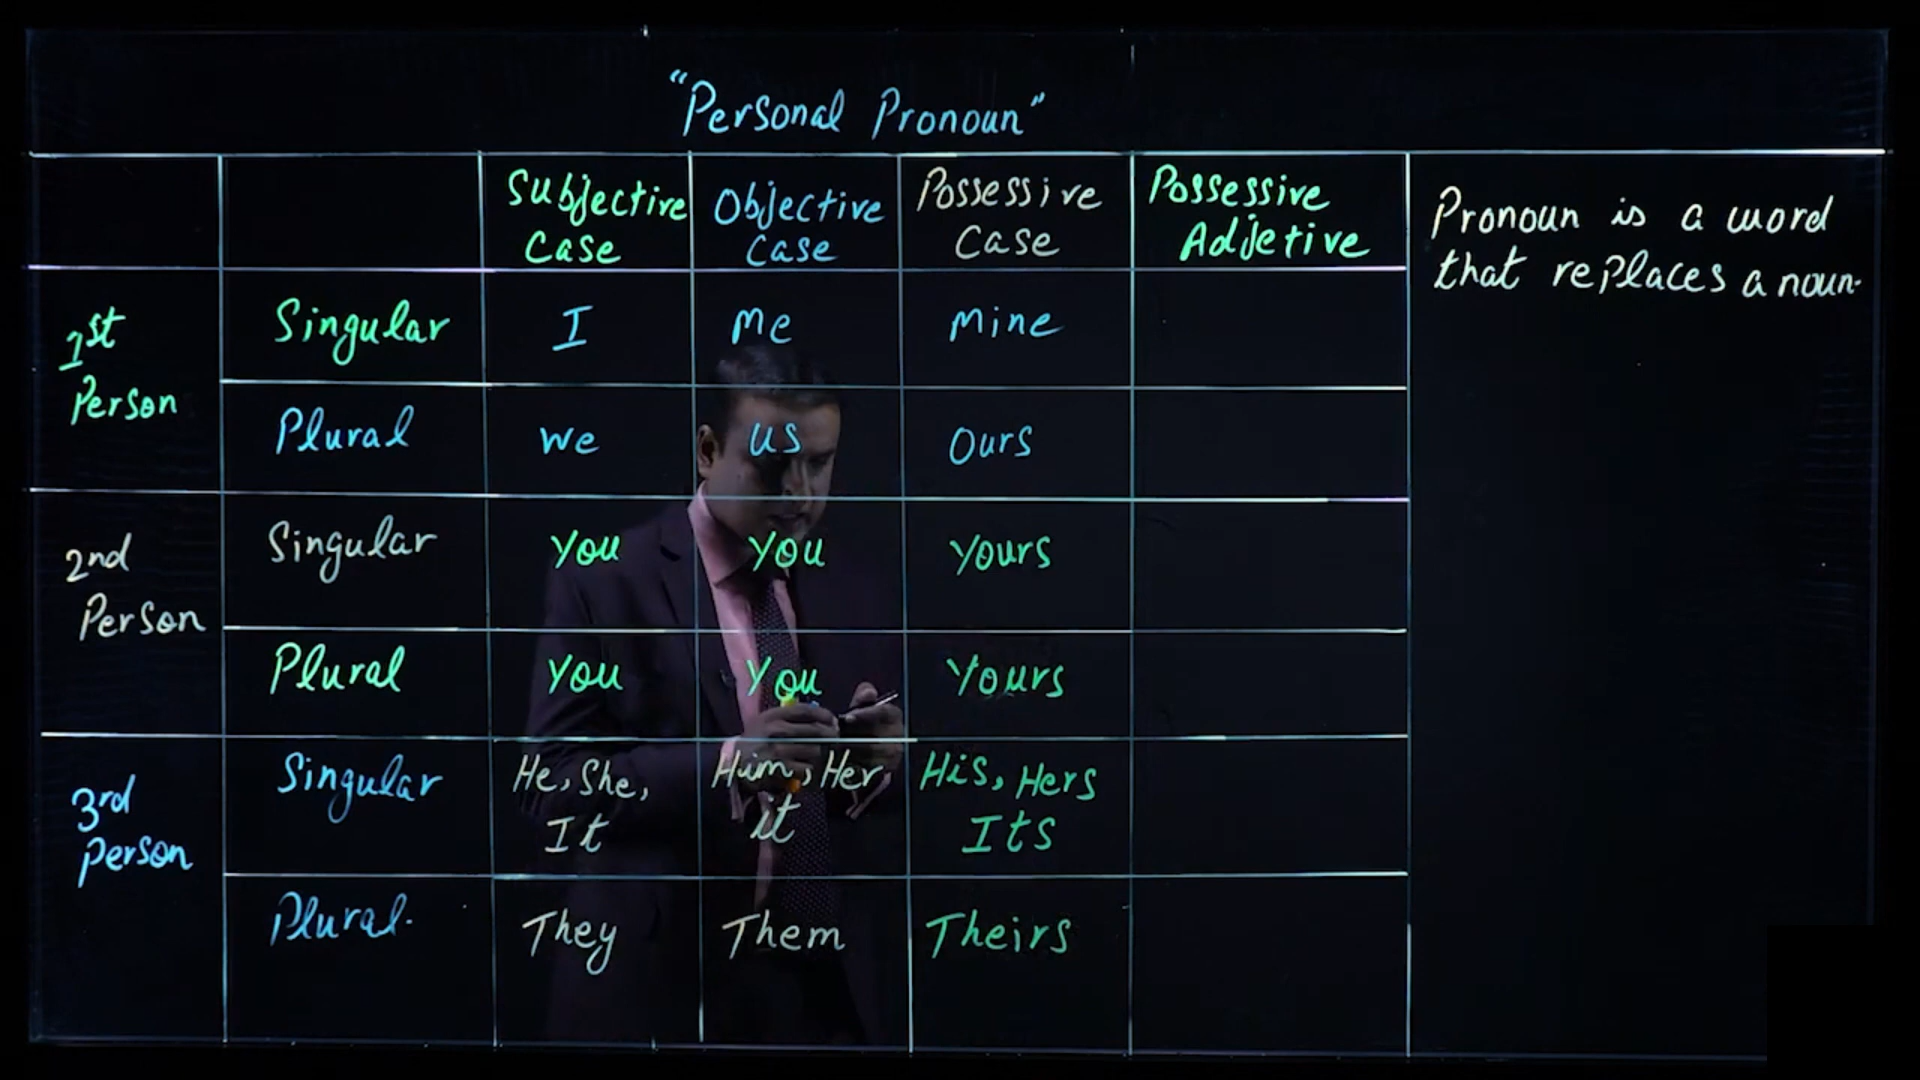 "Personal Pronoun"
Subjective Case
Objective Case
Possessive Case
Possessive Adjetive
Pronoun is a word
that replaces a noun.
1st Person
Singular I me mine
Plural we us ours
2nd Person
Singular you you yours
Plural you you yours
3rd Person
Singular He, She, It Him, Her it His, Hers Its
Plural. They Them Theirs